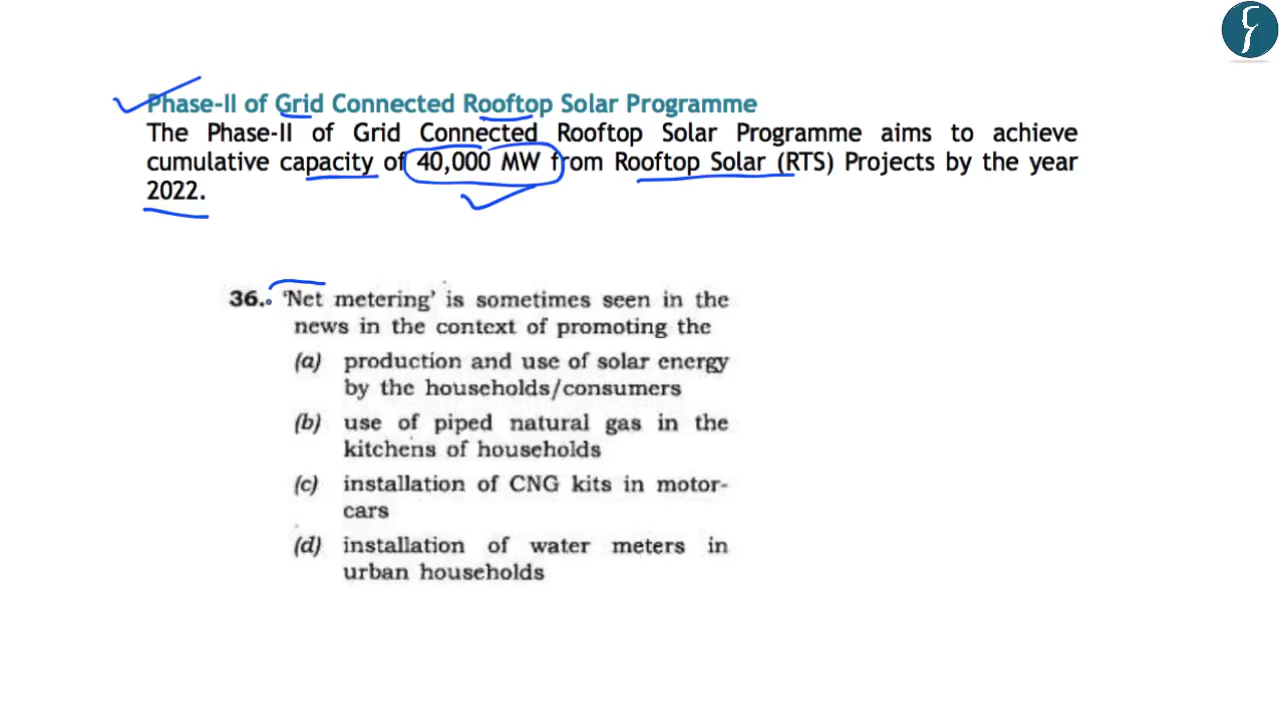 Phase-II of Grid Connected Rooftop Solar Programme
The Phase-II of Grid Connected Rooftop Solar Programme aims to achieve
cumulative capacity of 40,000 MW from Rooftop Solar (RTS) Projects by the year
2022.
36. 'Net metering' is sometimes seen in the
news in the context of promoting the
(a) production and use of solar energy
by the households/consumers
(b) use of piped natural gas in the
kitchens of households
(c) installation of CNG kits in motor-
cars
(d) installation of water meters in
urban households